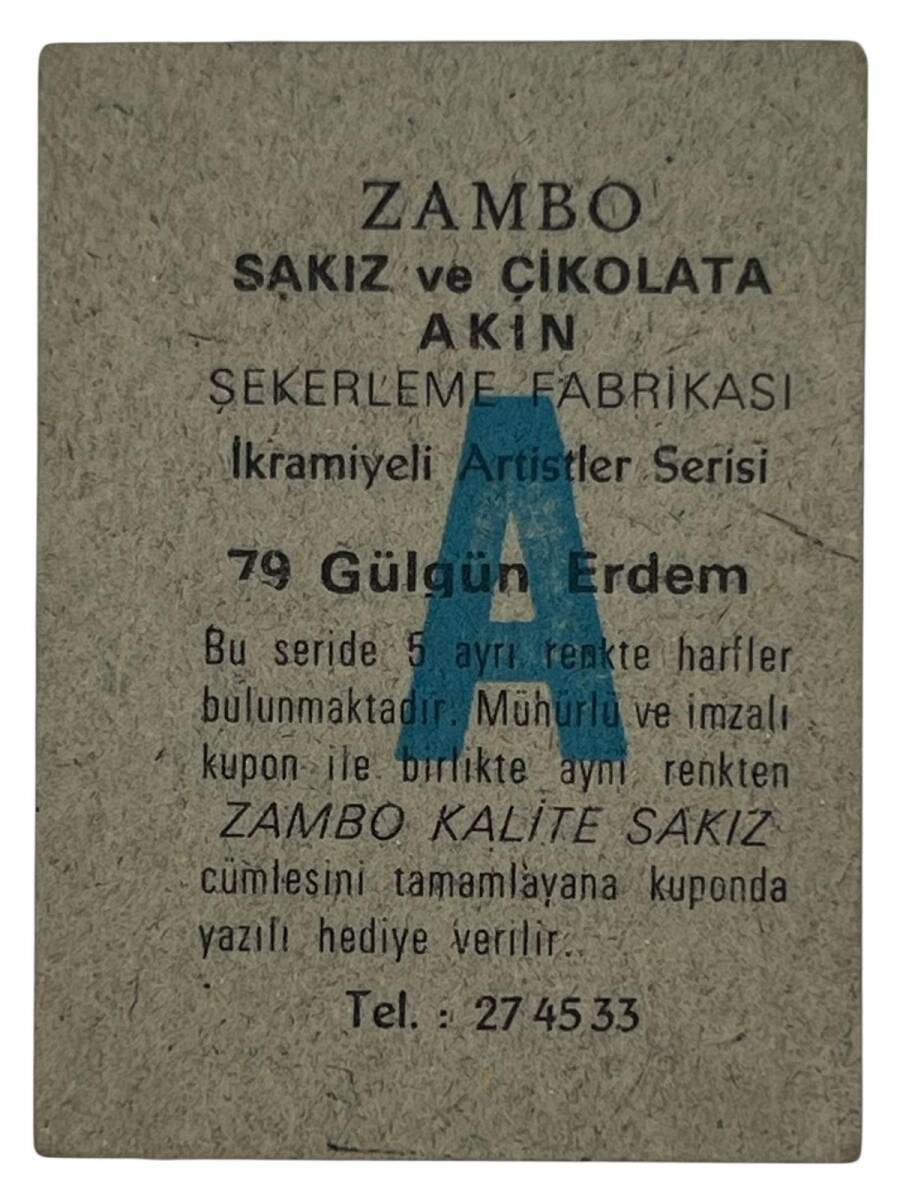 ZAMBO
SAKIZ ve ÇİKOLATA
AKIN
ŞEKERLEME FABRİKASI
İkramiyeli Artistler Serisi
79 Gülgün Erdem
A
Bu seride 5 ayrı renkte harfler
bulunmaktadır. Mühürlü ve imzalı
kupon ile birlikte aynı renkten
ZAMBO KALİTE SAKIZ
cümlesini tamamlayana kuponda
yazılı hediye verilir.
Tel. : 27 45 33